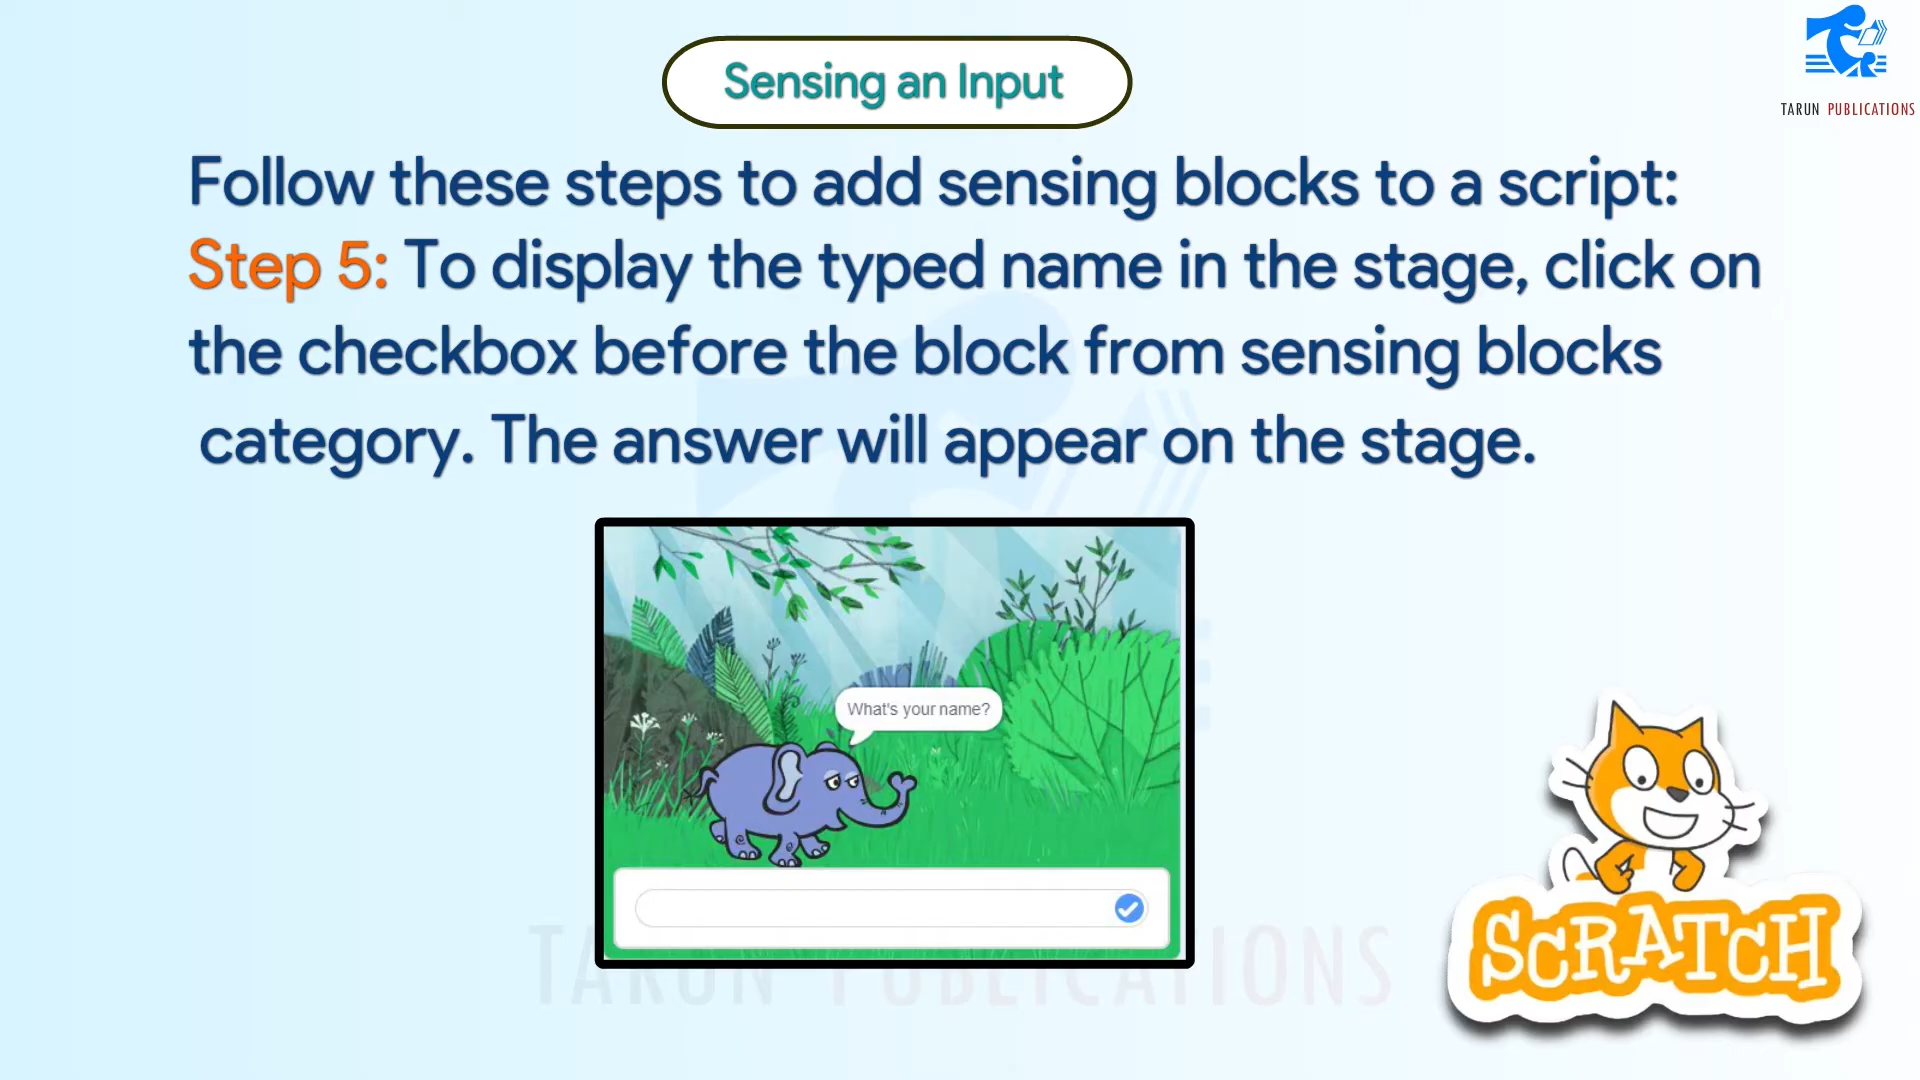 Sensing an Input
TARUN PUBLICATIONS
Follow these steps to add sensing blocks to a script:
Step 5: To display the typed name in the stage, click on
the checkbox before the block from sensing blocks
category. The answer will appear on the stage.
What's your name?
TARUN PUBLICATIONS
SCRATCH